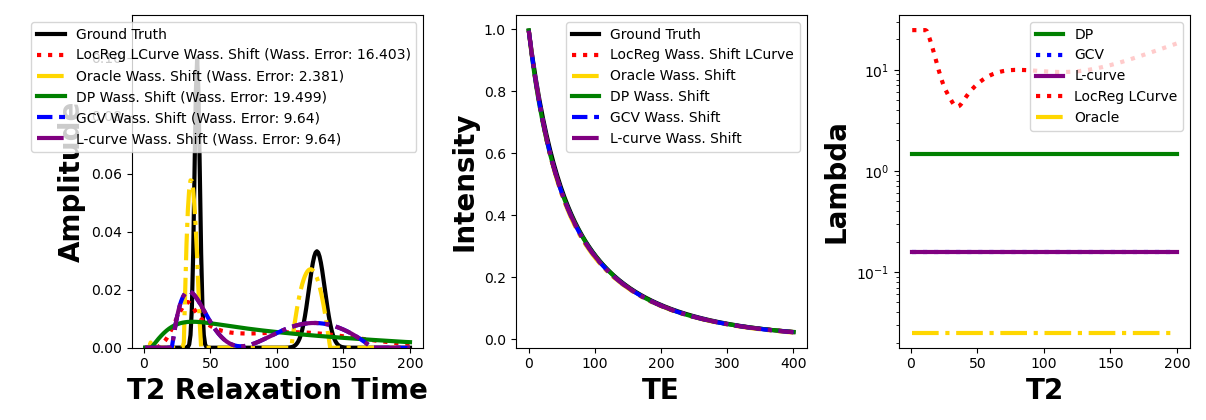 Ground Truth
LocReg LCurve Wass. Shift (Wass. Error: 16.403)
Oracle Wass. Shift (Wass. Error: 2.381)
DP Wass. Shift (Wass. Error: 19.499)
GCV Wass. Shift (Wass. Error: 9.64)
L-curve Wass. Shift (Wass. Error: 9.64)
Amplitude
0.06
0.04
0.02
0.00
0 50 100 150 200
T2 Relaxation Time
Ground Truth
LocReg Wass. Shift LCurve
Oracle Wass. Shift
DP Wass. Shift
GCV Wass. Shift
L-curve Wass. Shift
Intensity
1.0
0.8
0.6
0.4
0.2
0.0
0 100 200 300 400
TE
DP
GCV
L-curve
LocReg LCurve
Oracle
Lambda
10¹
10⁰
10⁻¹
0 50 100 150 200
T2